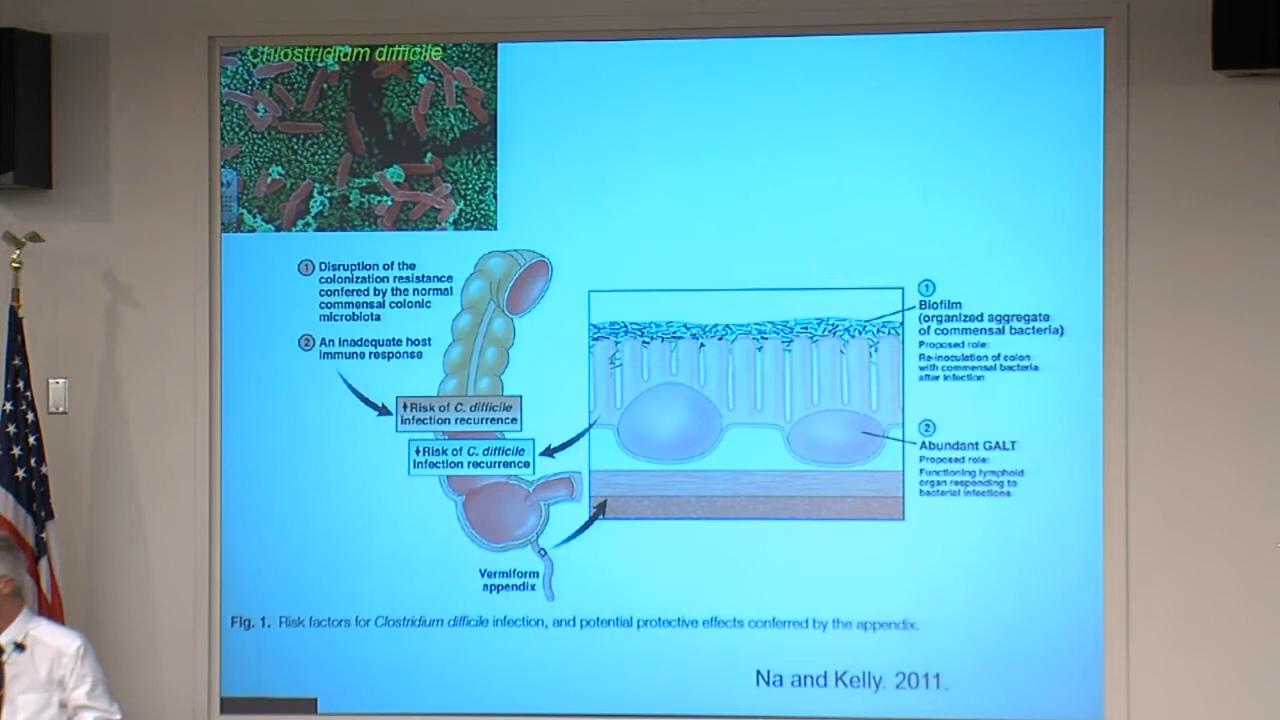 Chlostridium difficile
1 Disruption of the
colonization resistance
confered by the normal
commensal colonic
microbiota
2 An inadequate host
immune response
Risk of C. difficile
infection recurrence
Risk of C. difficile
infection recurrence
Vermiform
appendix
1
Biofilm
(organized aggregate
of commensal bacteria)
Proposed role:
Re-inoculation of colon
with commensal bacteria
after infection
2
Abundant GALT
Proposed role:
Functioning lymphoid
organ responding to
bacterial infections
Fig. 1. Risk factors for Clostridium difficile infection, and potential protective effects conferred by the appendix.
Na and Kelly. 2011.